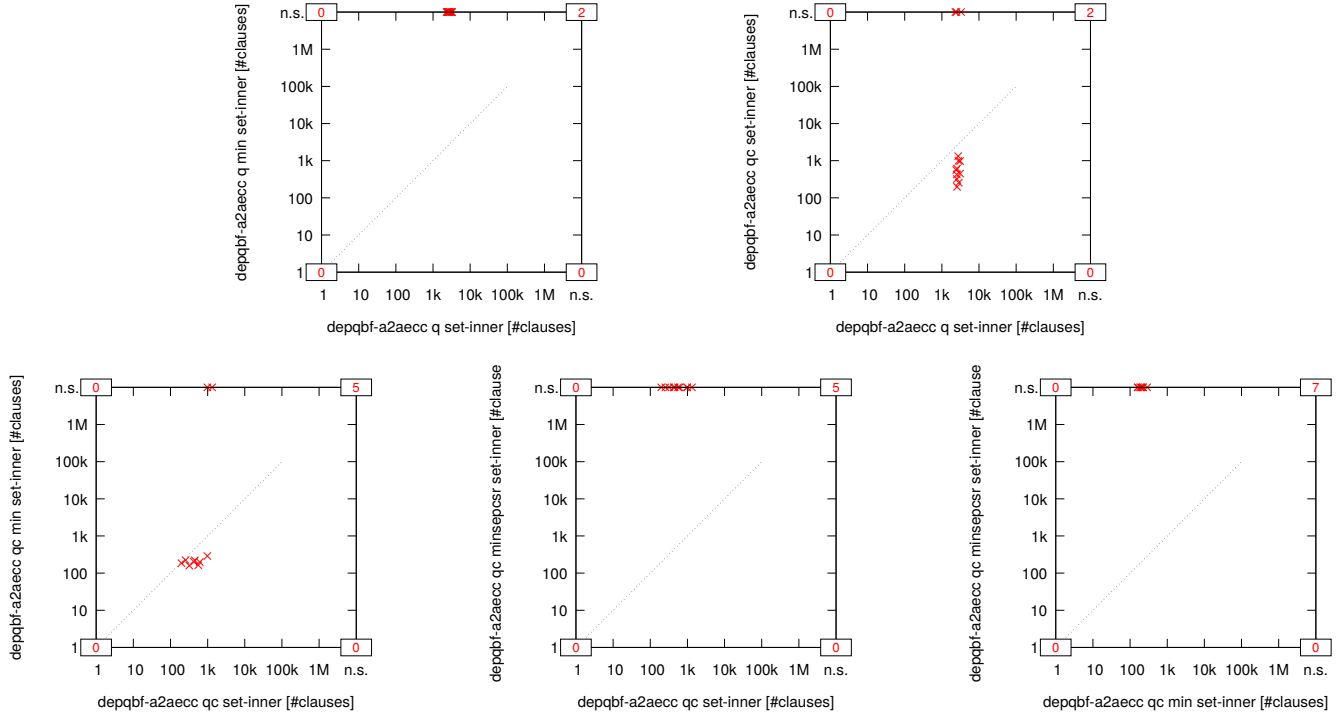 depqbf-a2aecc q min set-inner [#clauses]
n.s.
1M
100k
10k
1k
100
10
1
0
2
0
0
1 10 100 1k 10k 100k 1M n.s.
depqbf-a2aecc q set-inner [#clauses]
depqbf-a2aecc qc set-inner [#clauses]
n.s.
1M
100k
10k
1k
100
10
1
0
2
0
0
1 10 100 1k 10k 100k 1M n.s.
depqbf-a2aecc q set-inner [#clauses]
depqbf-a2aecc qc min set-inner [#clauses]
n.s.
1M
100k
10k
1k
100
10
1
0
5
0
0
1 10 100 1k 10k 100k 1M n.s.
depqbf-a2aecc qc set-inner [#clauses]
depqbf-a2aecc qc minsepcsr set-inner [#clause
n.s.
1M
100k
10k
1k
100
10
1
0
5
0
0
1 10 100 1k 10k 100k 1M n.s.
depqbf-a2aecc qc set-inner [#clauses]
depqbf-a2aecc qc minsepcsr set-inner [#clause
n.s.
1M
100k
10k
1k
100
10
1
0
7
0
0
1 10 100 1k 10k 100k 1M n.s.
depqbf-a2aecc qc min set-inner [#clauses]